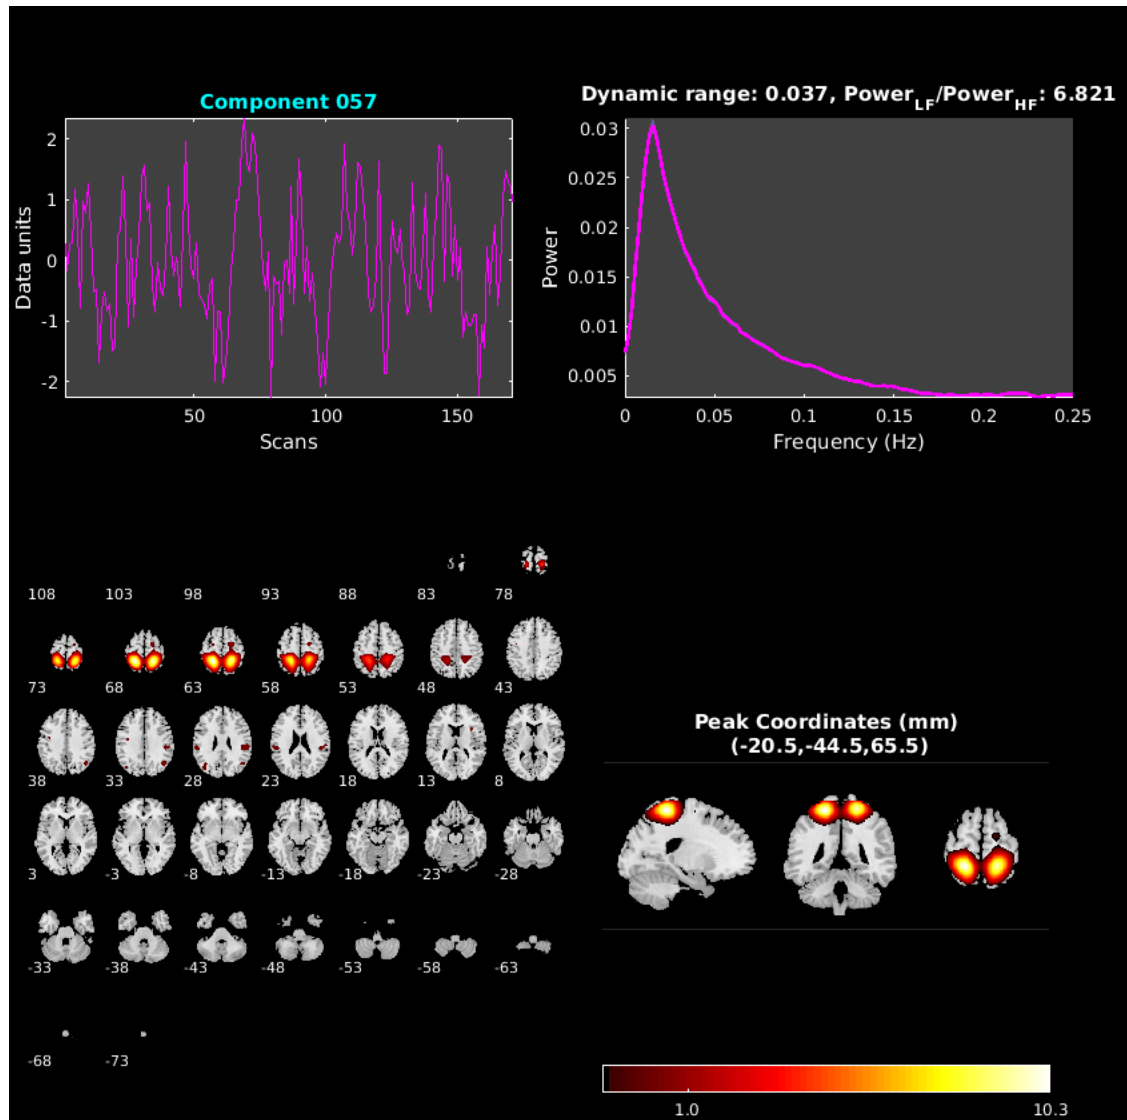 Component 057
Dynamic range: 0.037, Power_LF/Power_HF: 6.821
2
1
0
-1
-2
Data units
50 100 150
Scans
0.03
0.025
0.02
0.015
0.01
0.005
Power
0 0.05 0.1 0.15 0.2 0.25
Frequency (Hz)
108 103 98 93 88 83 78
73 68 63 58 53 48 43
38 33 28 23 18 13 8
3 -3 -8 -13 -18 -23 -28
-33 -38 -43 -48 -53 -58 -63
-68 -73
Peak Coordinates (mm)
(-20.5,-44.5,65.5)
1.0 10.3